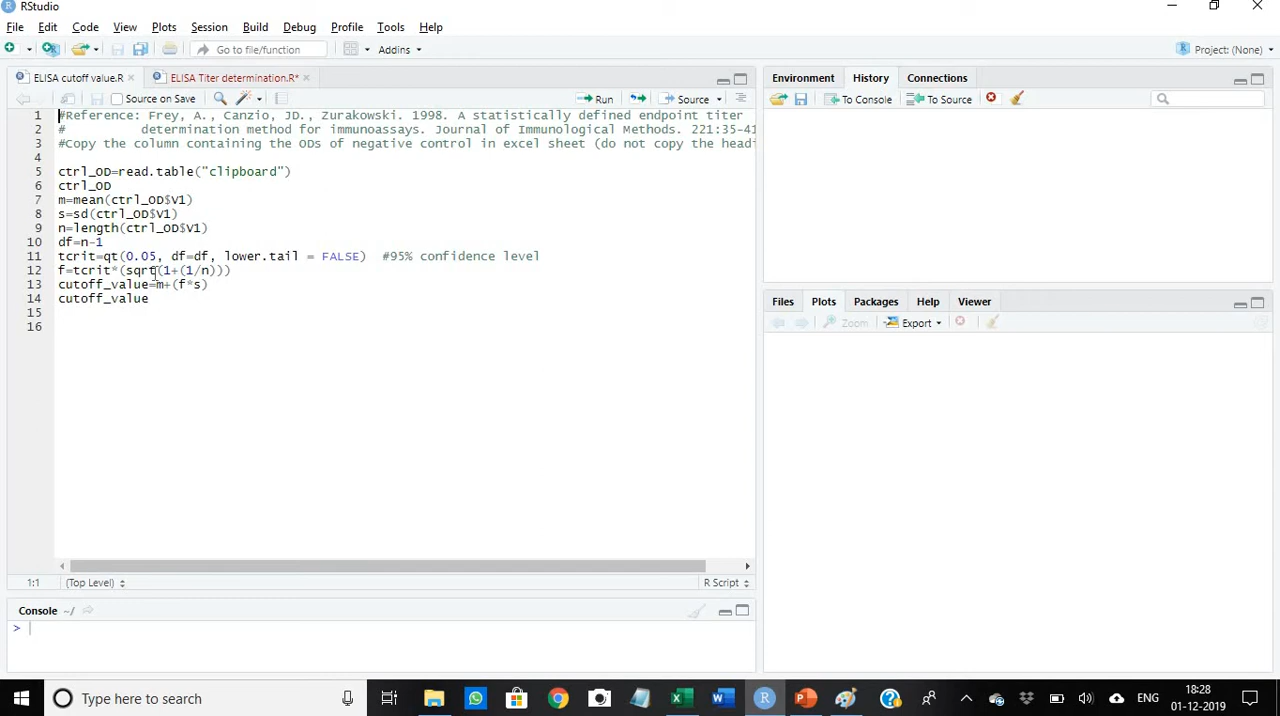 RStudio
File Edit Code View Plots Session Build Debug Profile Tools Help
Go to file/function Addins Project: (None)
ELISA cutoff value.R ELISA Titer determination.R*
Source on Save Run Source
1 #Reference: Frey, A., Canzio, JD., Zurakowski. 1998. A statistically defined endpoint titer
2 # determination method for immunoassays. Journal of Immunological Methods. 221:35-41
3 #Copy the column containing the ODs of negative control in excel sheet (do not copy the headi
4
5 ctrl_OD=read.table("clipboard")
6 ctrl_OD
7 m=mean(ctrl_OD$V1)
8 s=sd(ctrl_OD$V1)
9 n=length(ctrl_OD$V1)
10 df=n-1
11 tcrit=qt(0.05, df=df, lower.tail = FALSE) #95% confidence level
12 f=tcrit*(sqrt(1+(1/n)))
13 cutoff_value=m+(f*s)
14 cutoff_value
15
16
1:1 (Top Level) R Script
Console ~/
>
Environment History Connections
To Console To Source
Files Plots Packages Help Viewer
Zoom Export
Type here to search
ENG
18:28
01-12-2019